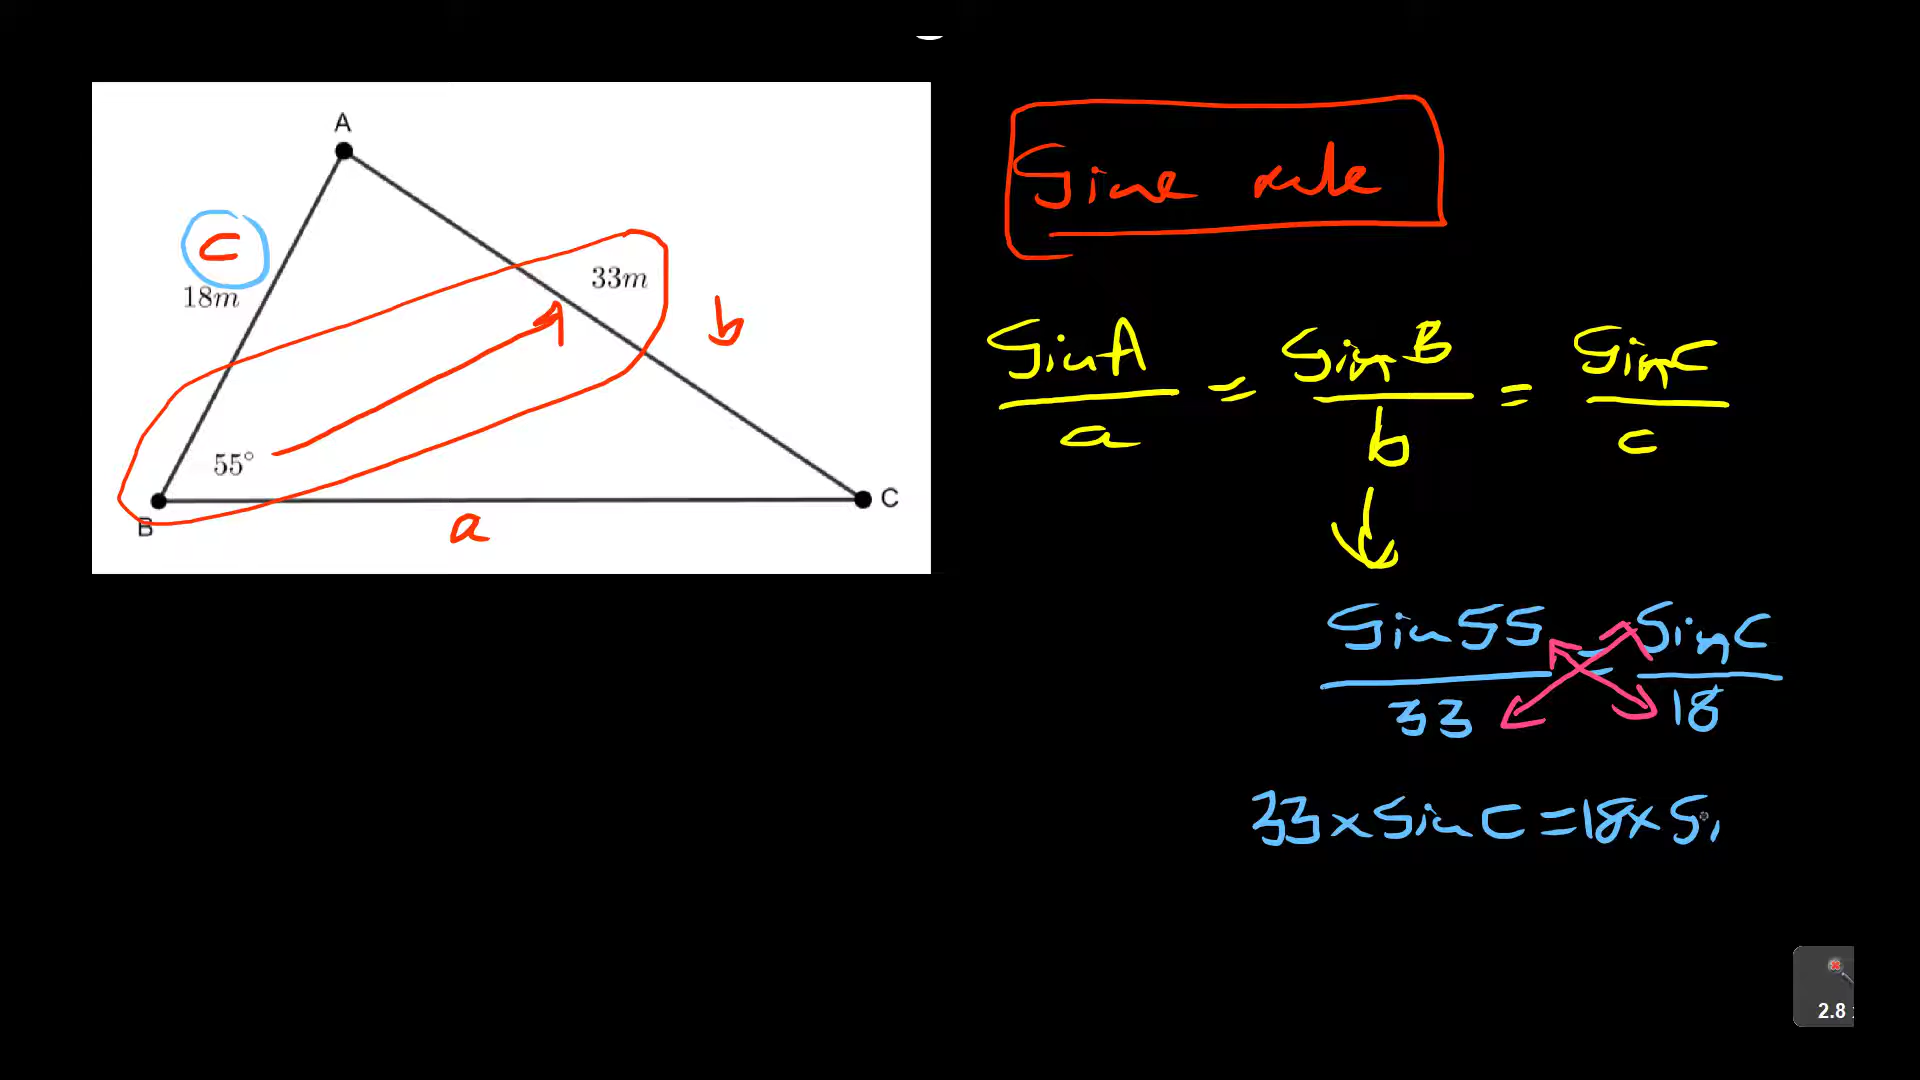 A
c
18m
33m
b
55°
B
a
C
Sine rule
SinA/a = SinB/b = SinC/c
Sin55/33 = SinC/18
33×SinC=18×Si
2.8